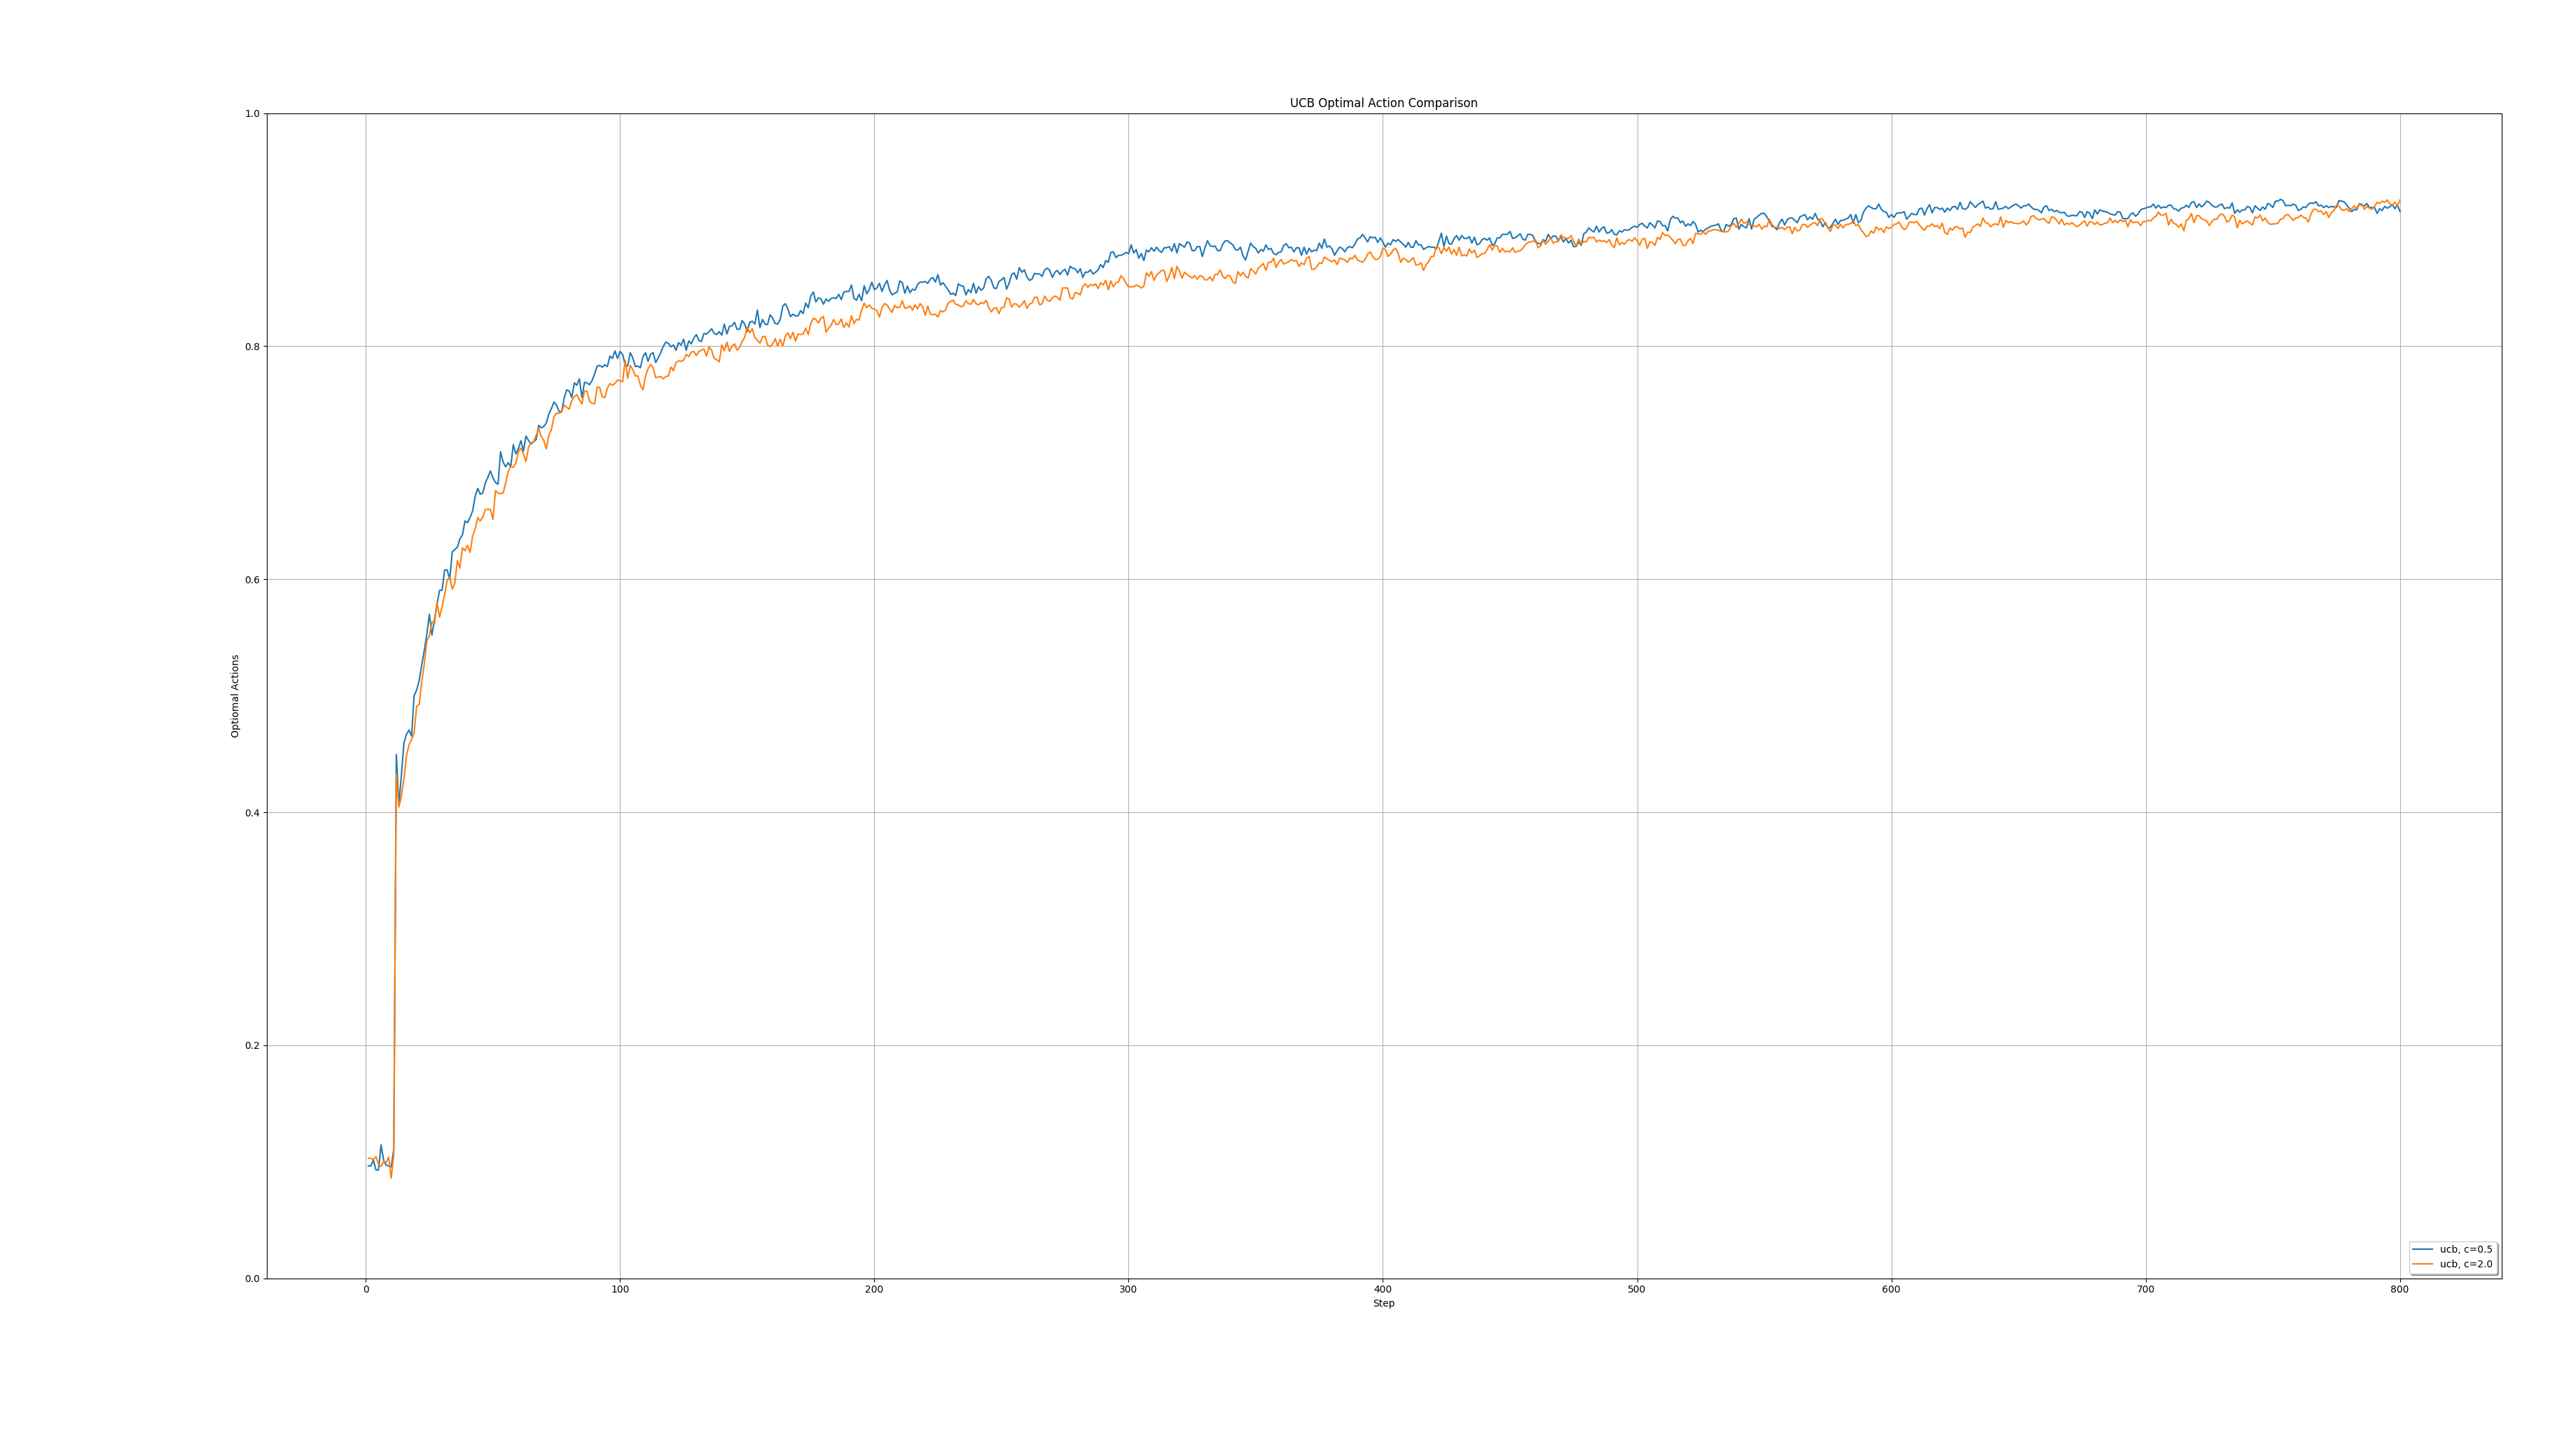 UCB Optimal Action Comparison
1.0
0.8
0.6
0.4
0.2
0.0
Optiomal Actions
0 100 200 300 400 500 600 700 800
Step
ucb, c=0.5
ucb, c=2.0